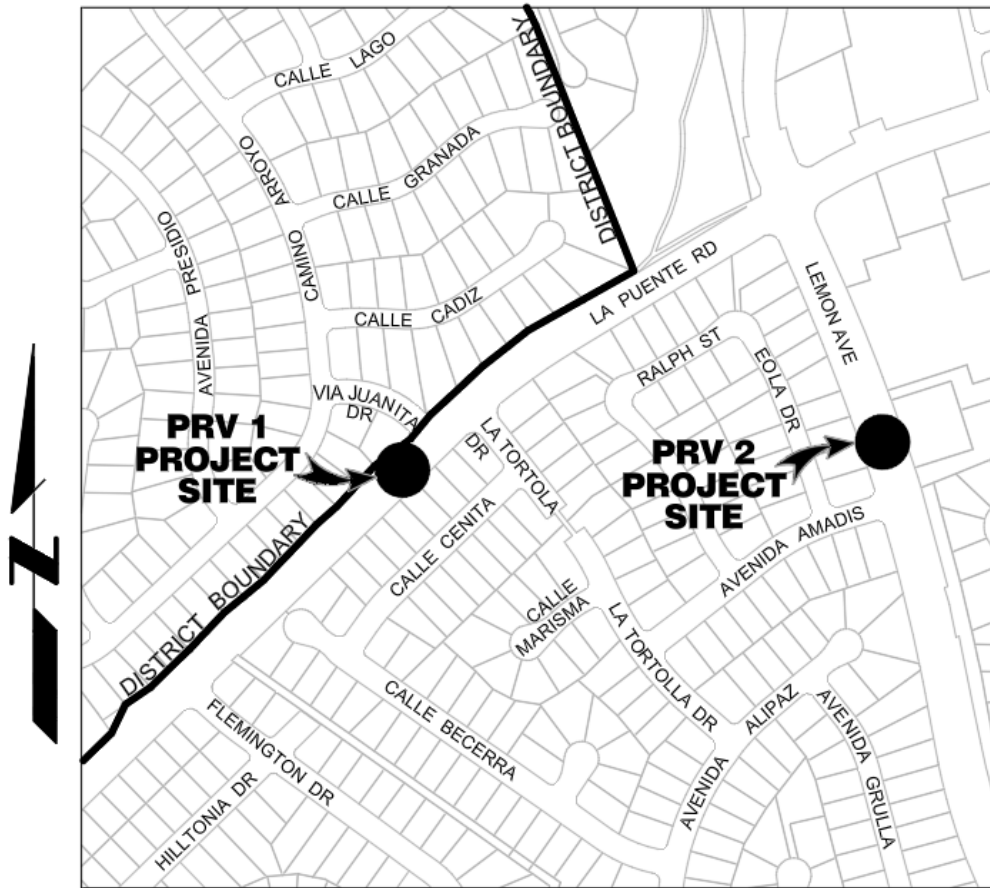 CALLE LAGO
DISTRICT BOUNDARY
ARROYO
CALLE GRANADA
PRESIDIO
CAMINO
LA PUENTE RD
LEMON AVE
CALLE CADIZ
AVENIDA
RALPH ST
EOLA DR
VIA JUANITA
DR
PRV 1
PROJECT
SITE
LA TORTOLA
DR
PRV 2
PROJECT
SITE
CALLE CENITA
AVENIDA AMADIS
DISTRICT BOUNDARY
CALLE
MARISMA
LA TORTOLLA DR
CALLE BECERRA
ALIPAZ
AVENIDA
AVENIDA GRULLA
FLEMINGTON DR
HILLTONIA DR
N